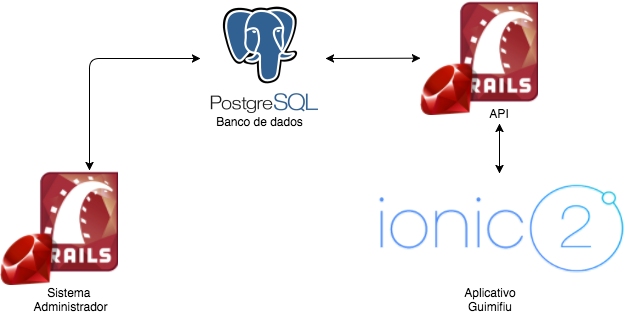 PostgreSQL
Banco de dados
RAILS
API
RAILS
Sistema
Administrador
ionic 2
Aplicativo
Guimifiu